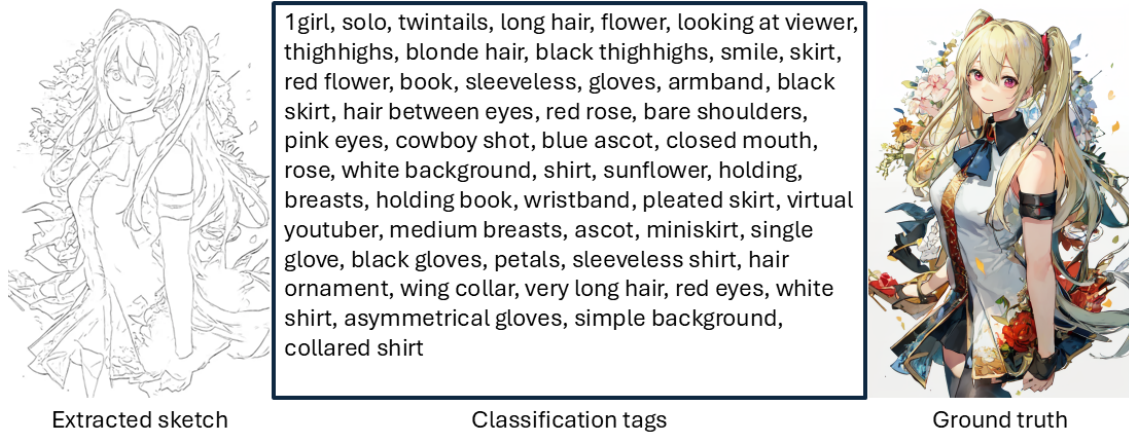 1girl, solo, twintails, long hair, flower, looking at viewer,
thighhighs, blonde hair, black thighhighs, smile, skirt,
red flower, book, sleeveless, gloves, armband, black
skirt, hair between eyes, red rose, bare shoulders,
pink eyes, cowboy shot, blue ascot, closed mouth,
rose, white background, shirt, sunflower, holding,
breasts, holding book, wristband, pleated skirt, virtual
youtuber, medium breasts, ascot, miniskirt, single
glove, black gloves, petals, sleeveless shirt, hair
ornament, wing collar, very long hair, red eyes, white
shirt, asymmetrical gloves, simple background,
collared shirt
Extracted sketch
Classification tags
Ground truth